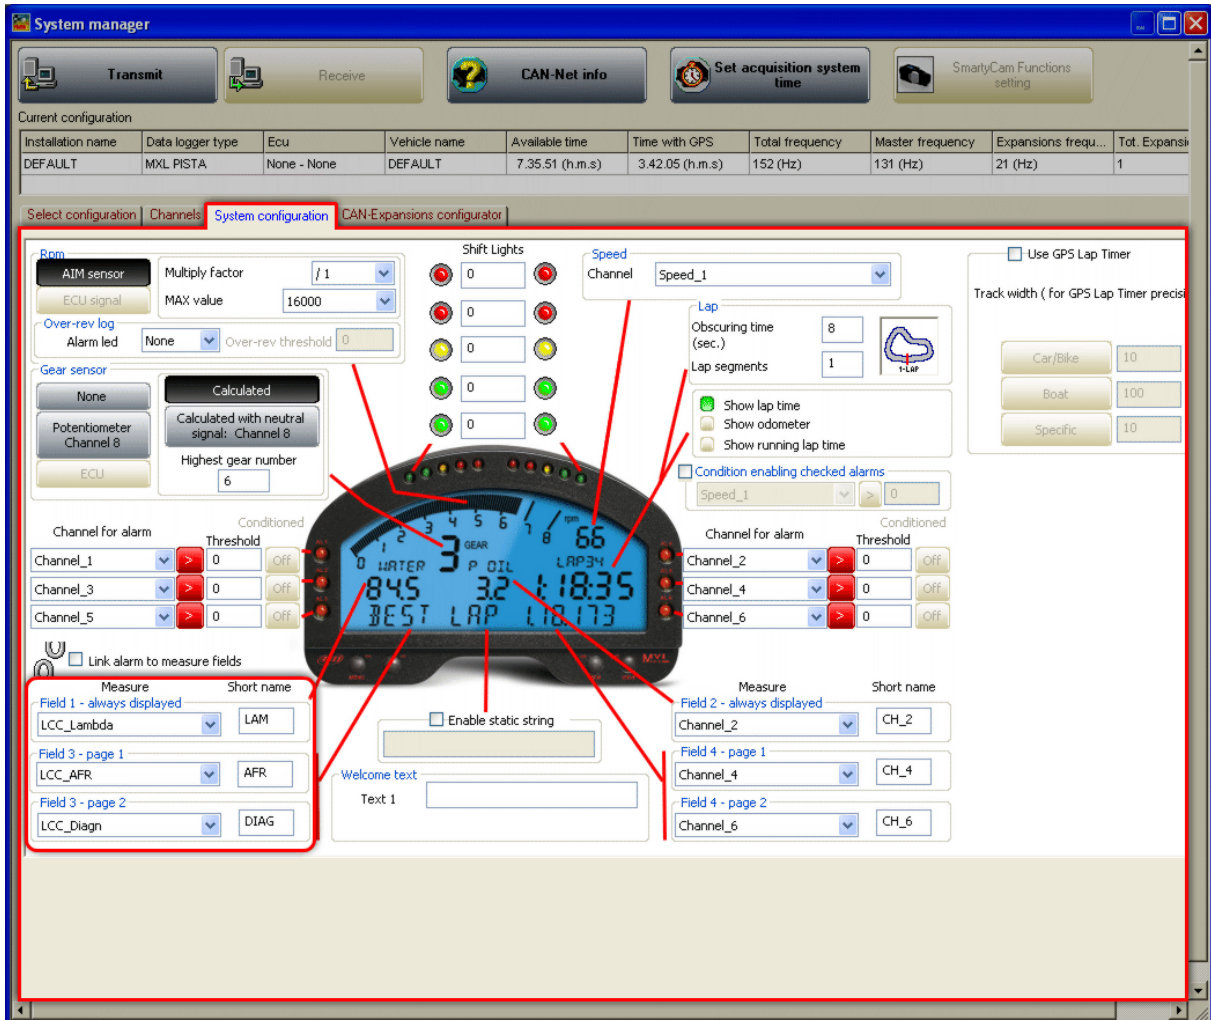 System manager
Transmit
Receive
CAN-Net info
Set acquisition system time
SmartyCam Functions setting
Current configuration
Installation name Data logger type Ecu Vehicle name Available time Time with GPS Total frequency Master frequency Expansions frequ... Tot. Expansi
DEFAULT MXL PISTA None - None DEFAULT 7.35.51 (h.m.s) 3.42.05 (h.m.s) 152 (Hz) 131 (Hz) 21 (Hz) 1
Select configuration Channels System configuration CAN-Expansions configurator
Rpm
AIM sensor
ECU signal
Multiply factor / 1
MAX value 16000
Over-rev log
Alarm led None Over-rev threshold 0
Gear sensor
None
Potentiometer Channel 8
ECU
Calculated
Calculated with neutral signal: Channel 8
Highest gear number
6
Shift Lights
0
0
0
0
0
Speed
Channel Speed_1
Lap
Obscuring time (sec.) 8
Lap segments 1
1-LAP
Show lap time
Show odometer
Show running lap time
Condition enabling checked alarms
Speed_1 > 0
Use GPS Lap Timer
Track width ( for GPS Lap Timer precisi
Car/Bike 10
Boat 100
Specific 10
Channel for alarm Threshold Conditioned
Channel_1 > 0 Off
Channel_3 > 0 Off
Channel_5 > 0 Off
Channel for alarm Threshold Conditioned
Channel_2 > 0 Off
Channel_4 > 0 Off
Channel_6 > 0 Off
0 1 2 3 4 5 6 7 8 rpm
66
3 GEAR
WATER P OIL LAP34
84.5 3.2 1:18:35
BEST LAP 1.18.173
MXL
Link alarm to measure fields
Measure Short name
Field 1 - always displayed
LCC_Lambda LAM
Field 3 - page 1
LCC_AFR AFR
Field 3 - page 2
LCC_Diagn DIAG
Enable static string
Welcome text
Text 1
Measure Short name
Field 2 - always displayed
Channel_2 CH_2
Field 4 - page 1
Channel_4 CH_4
Field 4 - page 2
Channel_6 CH_6